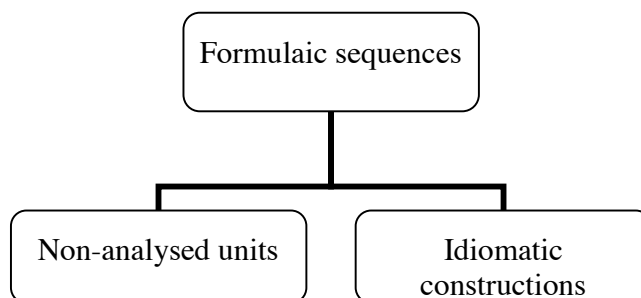 Formulaic sequences
Non-analysed units
Idiomatic
constructions